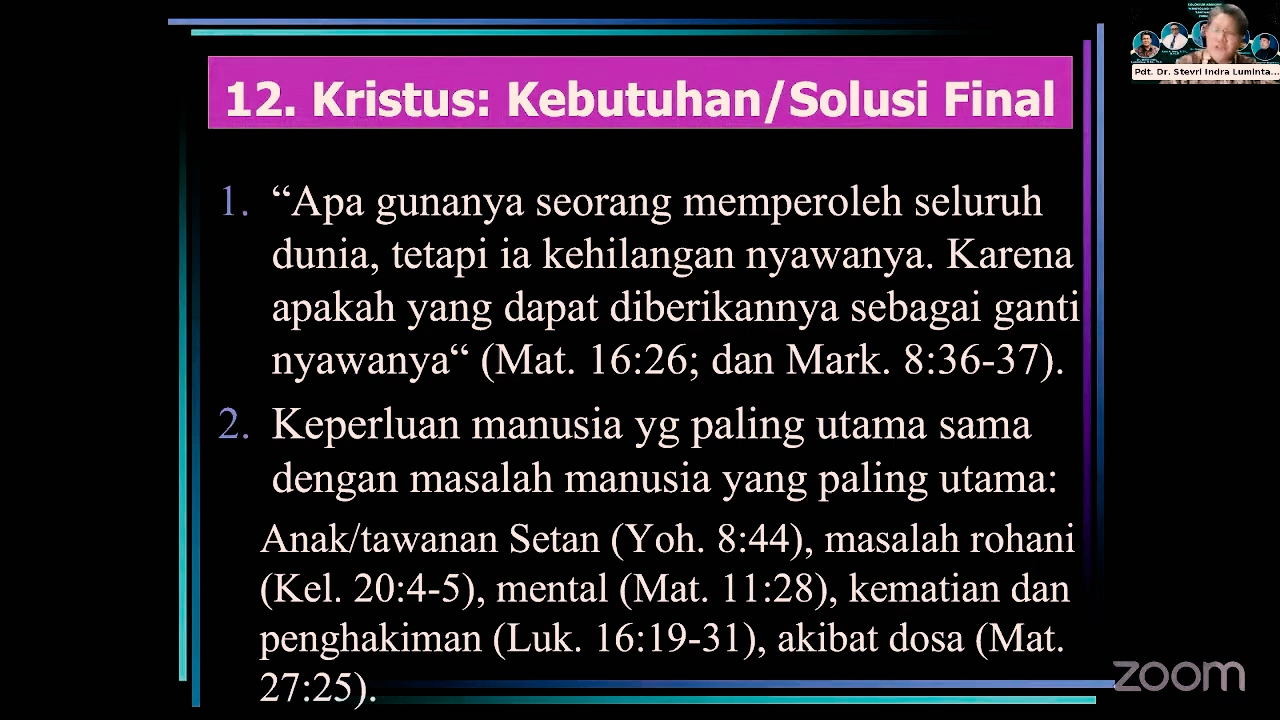 12. Kristus: Kebutuhan/Solusi Final
1. “Apa gunanya seorang memperoleh seluruh
dunia, tetapi ia kehilangan nyawanya. Karena
apakah yang dapat diberikannya sebagai ganti
nyawanya“ (Mat. 16:26; dan Mark. 8:36-37).
2. Keperluan manusia yg paling utama sama
dengan masalah manusia yang paling utama:
Anak/tawanan Setan (Yoh. 8:44), masalah rohani
(Kel. 20:4-5), mental (Mat. 11:28), kematian dan
penghakiman (Luk. 16:19-31), akibat dosa (Mat.
27:25).
Pdt. Dr. Stevri Indra Luminta...
zoom